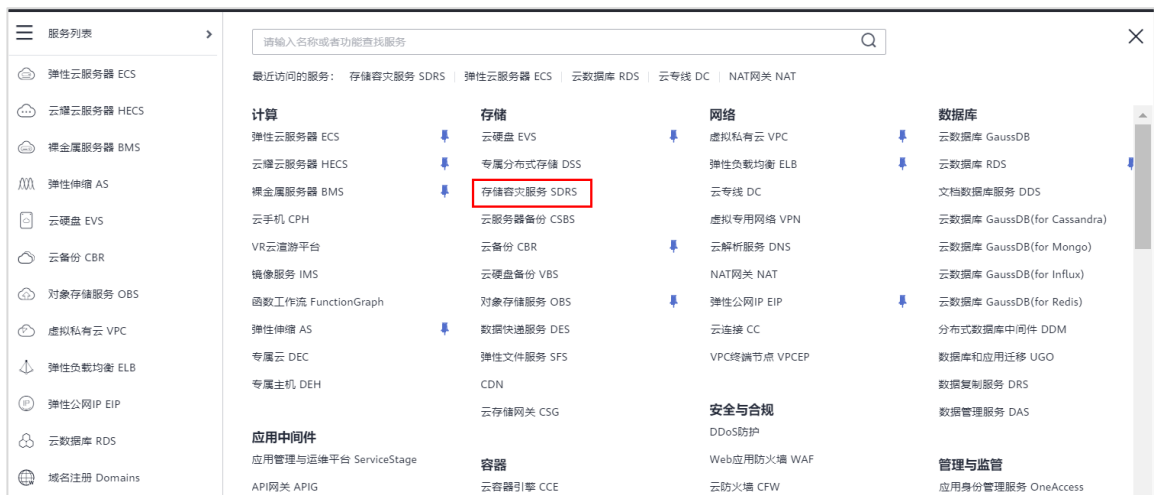 服务列表
弹性云服务器 ECS
云耀云服务器 HECS
裸金属服务器 BMS
弹性伸缩 AS
云硬盘 EVS
云备份 CBR
对象存储服务 OBS
虚拟私有云 VPC
弹性负载均衡 ELB
弹性公网IP EIP
云数据库 RDS
域名注册 Domains
请输入名称或者功能查找服务
最近访问的服务： 存储容灾服务 SDRS 弹性云服务器 ECS 云数据库 RDS 云专线 DC NAT网关 NAT
计算
弹性云服务器 ECS
云耀云服务器 HECS
裸金属服务器 BMS
云手机 CPH
VR云渲游平台
镜像服务 IMS
函数工作流 FunctionGraph
弹性伸缩 AS
专属云 DEC
专属主机 DEH
应用中间件
应用管理与运维平台 ServiceStage
API网关 APIG
存储
云硬盘 EVS
专属分布式存储 DSS
存储容灾服务 SDRS
云服务器备份 CSBS
云备份 CBR
云硬盘备份 VBS
对象存储服务 OBS
数据快递服务 DES
弹性文件服务 SFS
CDN
云存储网关 CSG
容器
云容器引擎 CCE
网络
虚拟私有云 VPC
弹性负载均衡 ELB
云专线 DC
虚拟专用网络 VPN
云解析服务 DNS
NAT网关 NAT
弹性公网IP EIP
云连接 CC
VPC终端节点 VPCEP
安全与合规
DDoS防护
Web应用防火墙 WAF
云防火墙 CFW
数据库
云数据库 GaussDB
云数据库 RDS
文档数据库服务 DDS
云数据库 GaussDB(for Cassandra)
云数据库 GaussDB(for Mongo)
云数据库 GaussDB(for Influx)
云数据库 GaussDB(for Redis)
分布式数据库中间件 DDM
数据库和应用迁移 UGO
数据复制服务 DRS
数据管理服务 DAS
管理与监管
应用身份管理服务 OneAccess